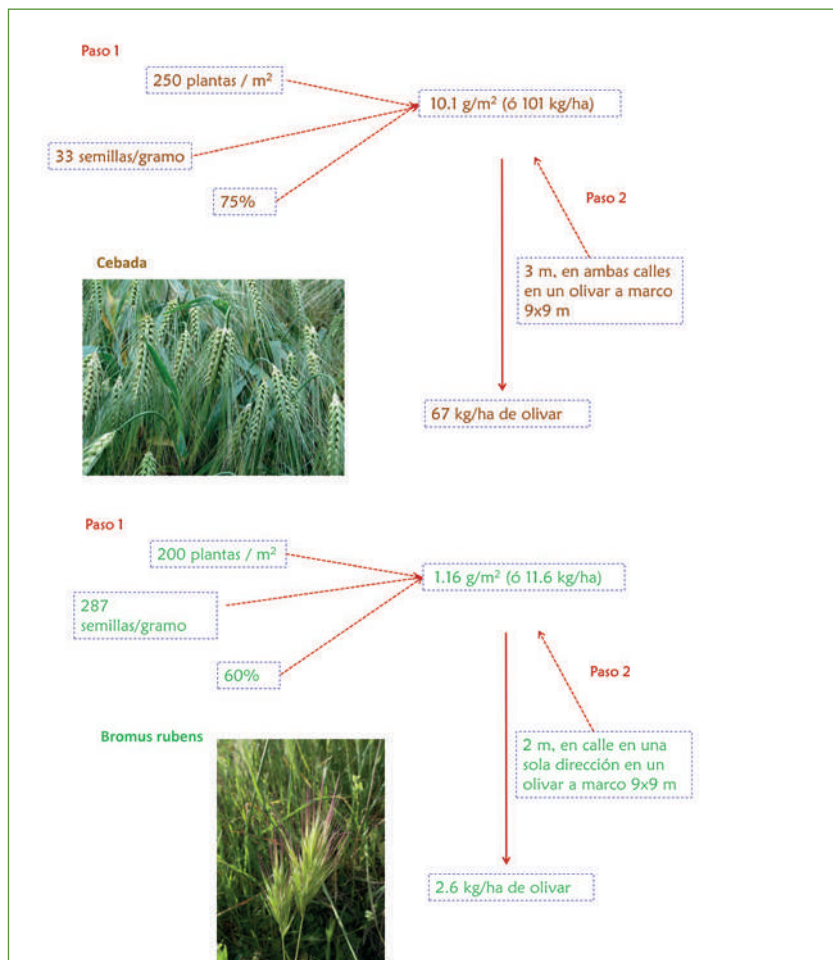 Paso 1
250 plantas / m²
10.1 g/m² (ó 101 kg/ha)
33 semillas/gramo
75%
Paso 2
Cebada
3 m, en ambas calles
en un olivar a marco
9x9 m
67 kg/ha de olivar
Paso 1
200 plantas / m²
1.16 g/m² (ó 11.6 kg/ha)
287
semillas/gramo
60%
Paso 2
Bromus rubens
2 m, en calle en una
sola dirección en un
olivar a marco 9x9 m
2.6 kg/ha de olivar